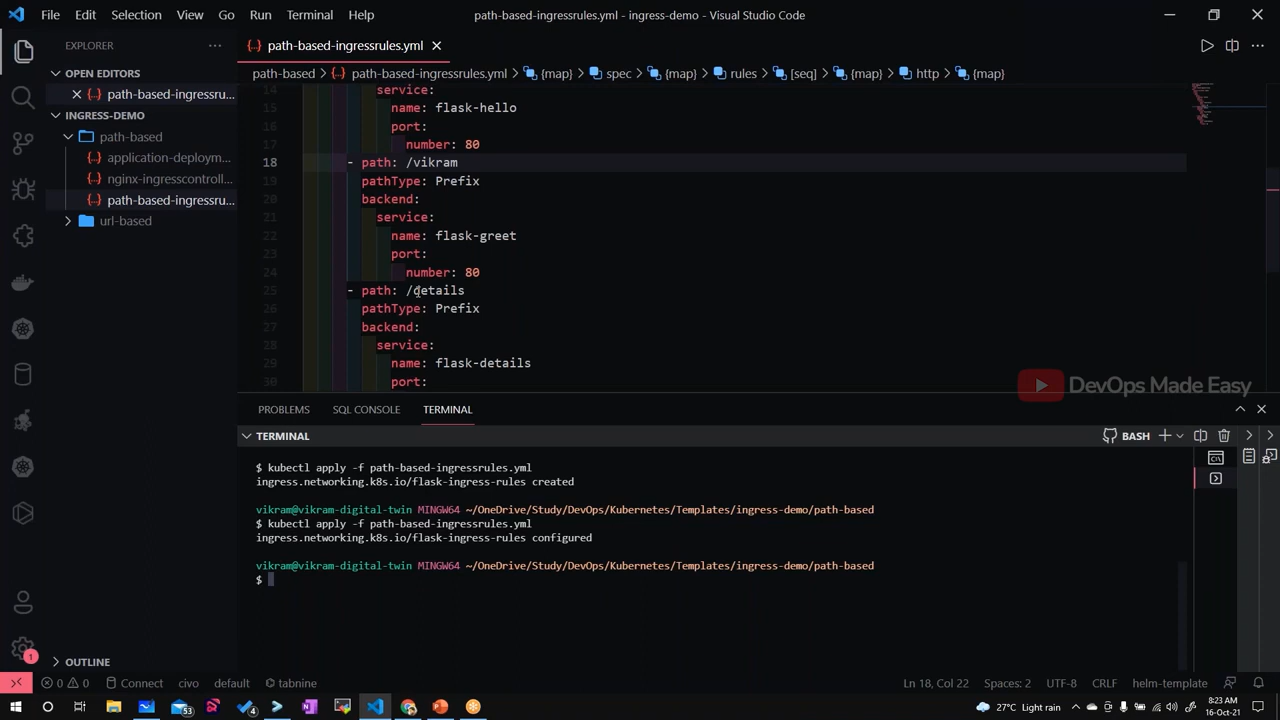 File Edit Selection View Go Run Terminal Help
path-based-ingressrules.yml - ingress-demo - Visual Studio Code
EXPLORER
path-based-ingressrules.yml
OPEN EDITORS
path-based-ingressru...
INGRESS-DEMO
path-based
application-deploym...
nginx-ingresscontroll...
path-based-ingressru...
url-based
OUTLINE
path-based > path-based-ingressrules.yml > {map} > spec > {map} > rules > [seq] > {map} > http > {map}
14 service:
15 name: flask-hello
16 port:
17 number: 80
18 - path: /vikram
19 pathType: Prefix
20 backend:
21 service:
22 name: flask-greet
23 port:
24 number: 80
25 - path: /details
26 pathType: Prefix
27 backend:
28 service:
29 name: flask-details
30 port:
DevOps Made Easy
PROBLEMS SQL CONSOLE TERMINAL
TERMINAL
BASH
$ kubectl apply -f path-based-ingressrules.yml
ingress.networking.k8s.io/flask-ingress-rules created
vikram@vikram-digital-twin MINGW64 ~/OneDrive/Study/DevOps/Kubernetes/Templates/ingress-demo/path-based
$ kubectl apply -f path-based-ingressrules.yml
ingress.networking.k8s.io/flask-ingress-rules configured
vikram@vikram-digital-twin MINGW64 ~/OneDrive/Study/DevOps/Kubernetes/Templates/ingress-demo/path-based
$
1
0 0 Connect civo default tabnine
Ln 18, Col 22 Spaces: 2 UTF-8 CRLF helm-template
53
4
27°C Light rain
ENG
8:23 AM
16-Oct-21